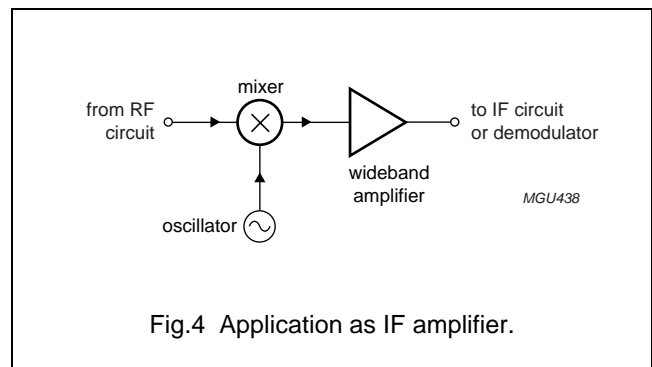 mixer
from RF
circuit
to IF circuit
or demodulator
wideband
amplifier
MGU438
oscillator
Fig.4 Application as IF amplifier.